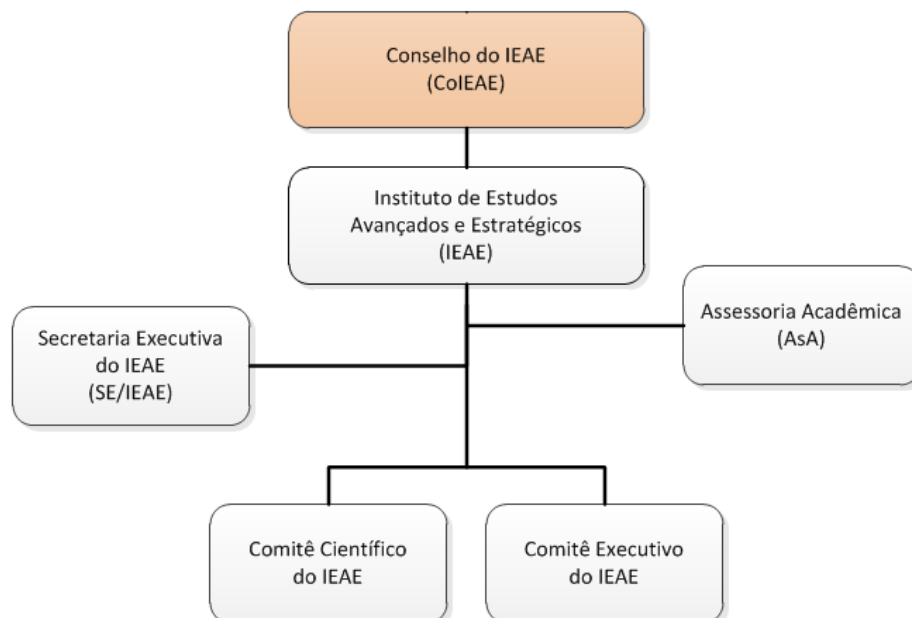 Conselho do IEAE
(CoIEAE)
Instituto de Estudos
Avançados e Estratégicos
(IEAE)
Assessoria Acadêmica
(AsA)
Secretaria Executiva
do IEAE
(SE/IEAE)
Comitê Científico
do IEAE
Comitê Executivo
do IEAE